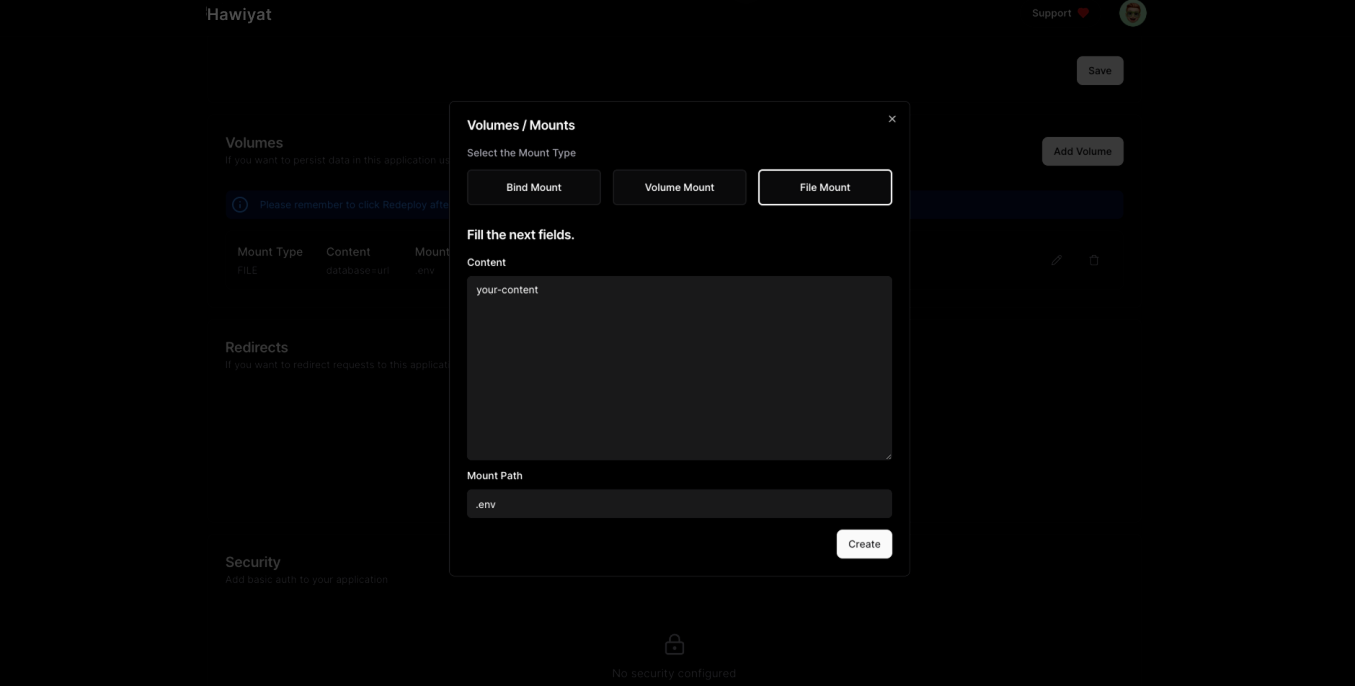 Hawiyat
Support
Save
Volumes / Mounts
Select the Mount Type
Bind Mount
Volume Mount
File Mount
Volumes
If you want to persist data in this application us
Add Volume
Please remember to click Redeploy afte
Fill the next fields.
Mount Type
Content
Mount
FILE
database=url
.env
Content
your-content
Redirects
If you want to redirect requests to this applicat
Mount Path
.env
Create
Security
Add basic auth to your application
No security configured